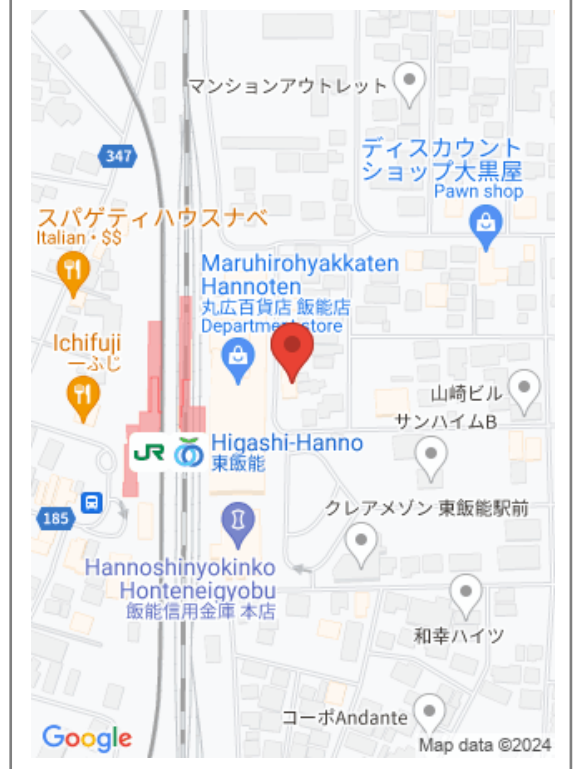 マンションアウトレット
ディスカウント
ショップ大黒屋
Pawn shop
347
スパゲティハウスナベ
Italian • $$
Maruhirohyakkaten
Hannoten
丸広百貨店 飯能店
Department store
Ichifuji
一ふじ
山崎ビル
サンハイムB
JR
Higashi-Hanno
東飯能
185
クレアメゾン 東飯能駅前
Hannoshinyokinko
Honteneigyobu
飯能信用金庫 本店
和幸ハイツ
コーポAndante
Google
Map data ©2024